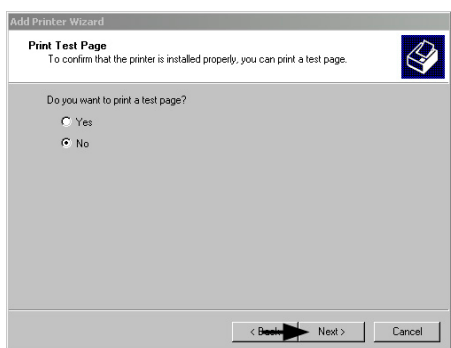 Add Printer Wizard
Print Test Page
To confirm that the printer is installed properly, you can print a test page.
Do you want to print a test page?
Yes
No
< Back Next > Cancel